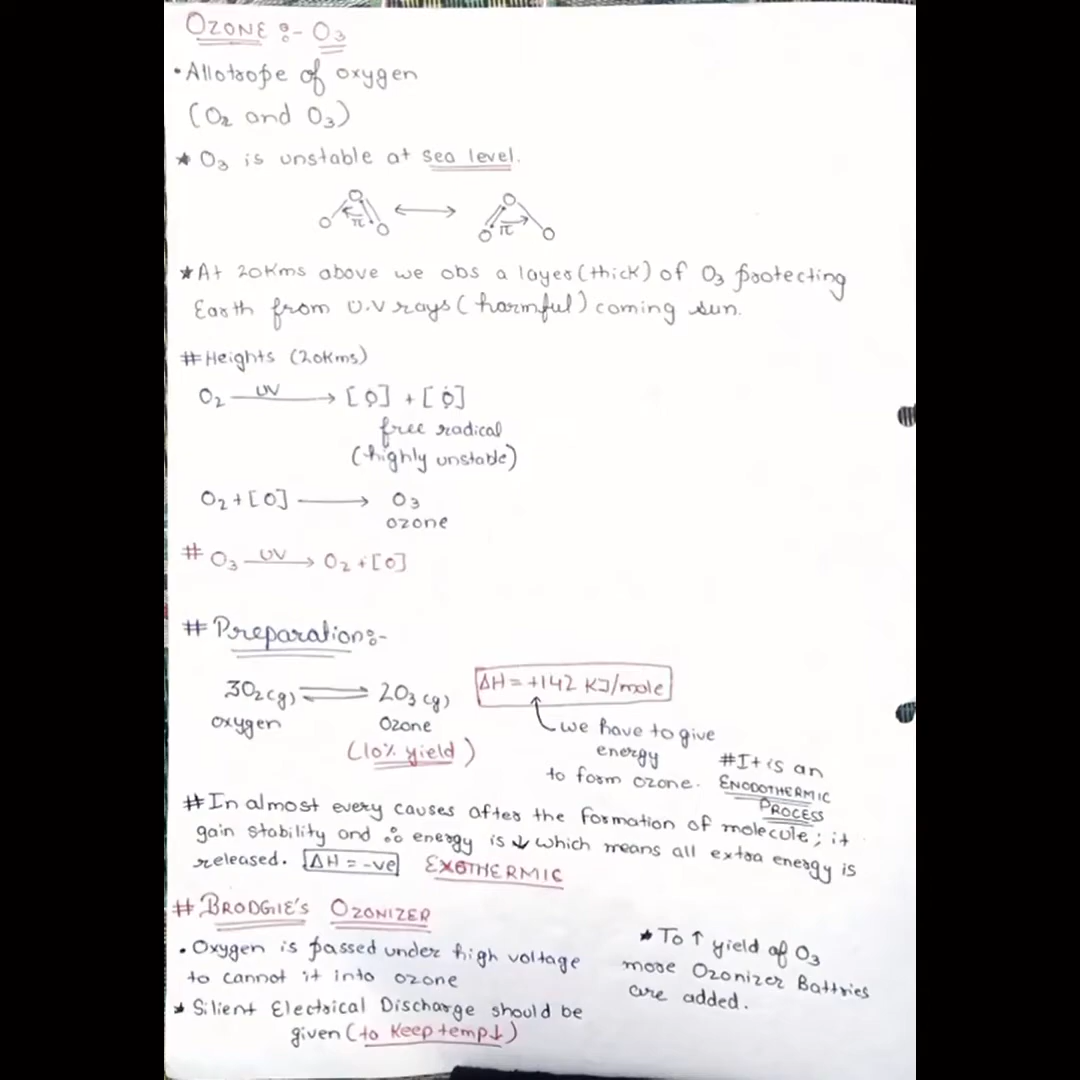 OZONE :- O₃
• Allotrope of oxygen
(O₂ and O₃)
★ O₃ is unstable at sea level.
O O O π ⟷ O O O π
★ At 20Kms above we obs a layer (thick) of O₃ protecting
Earth from U.V rays (harmful) coming sun.
# Heights (20Kms)
O₂ —UV→ [Ȯ] + [Ȯ]
free radical
(highly unstable)
O₂ + [O] ⟶ O₃
ozone
# O₃ —UV→ O₂ + [O]
# Preparation :-
3O₂(g) ⇌ 2O₃(g) ΔH = +142 KJ/mole
oxygen Ozone
(10% yield)
we have to give
energy
to form ozone.
# It is an
ENODOTHERMIC
PROCESS
# In almost every causes after the formation of molecule; it
gain stability and ∴ energy is ↓ which means all extra energy is
released. ΔH = -ve EXOTHERMIC
# BRODGIE'S OZONIZER
• Oxygen is passed under high voltage
to cannot it into ozone
★ Silient Electrical Discharge should be
given (to Keep temp↓)
★ To ↑ yield of O₃
more Ozonizer Battries
are added.